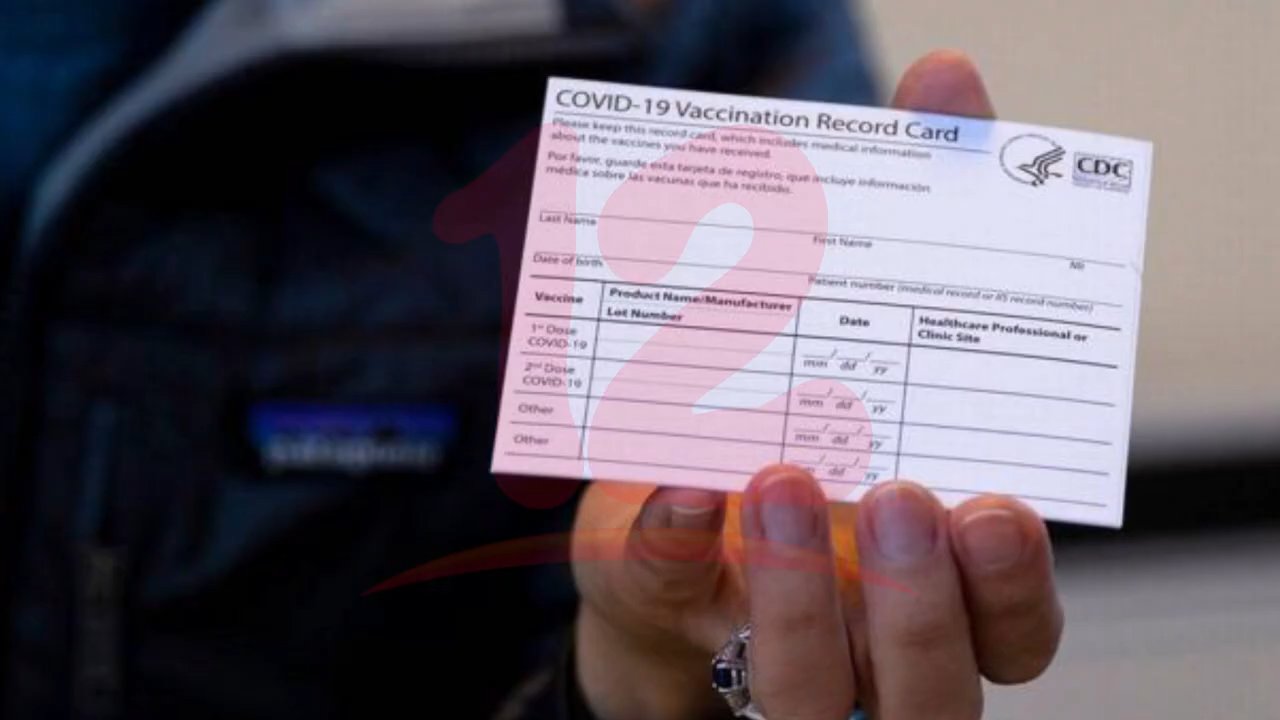 COVID-19 Vaccination Record Card
Please keep this record card, which includes medical information
about the vaccines you have received.
Por favor, guarde esta tarjeta de registro, que incluye información
médica sobre las vacunas que ha recibido.
CDC
Last Name
First Name
MI
Date of birth
Patient number (medical record or IIS record number)
Vaccine
Product Name/Manufacturer
Lot Number
Date
Healthcare Professional or
Clinic Site
1st Dose
COVID-19
mm / dd / yy
2nd Dose
COVID-19
mm / dd / yy
Other
mm / dd / yy
Other
mm / dd / yy
12